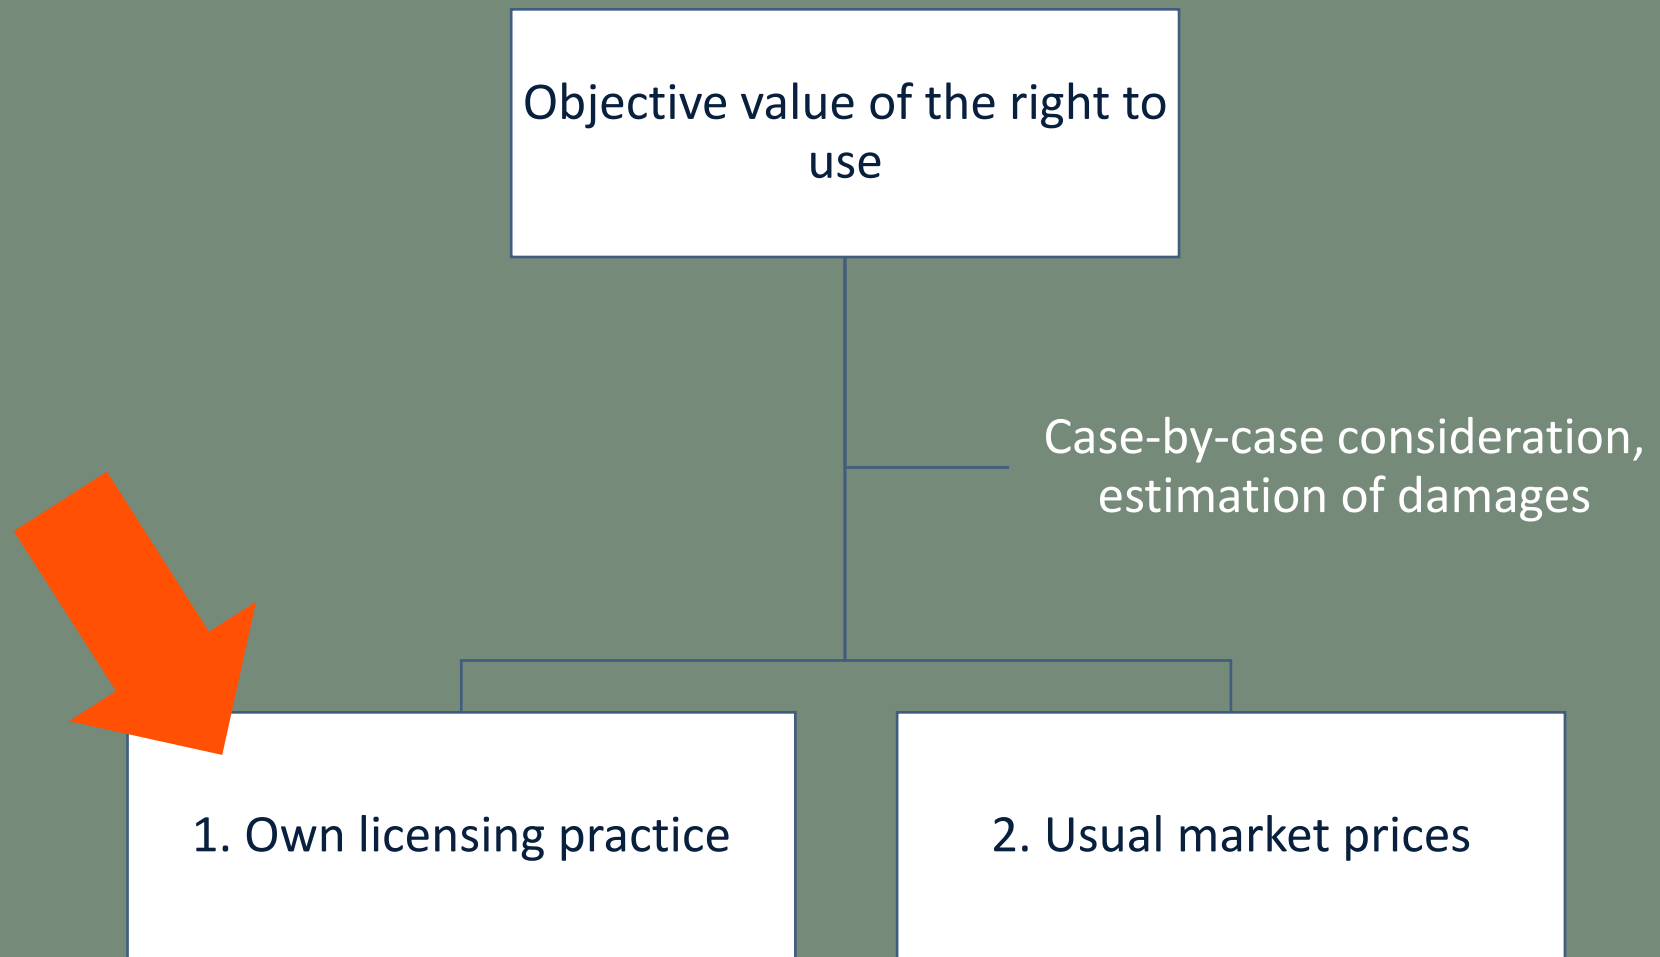 Objective value of the right to
use
Case-by-case consideration,
estimation of damages
1. Own licensing practice
2. Usual market prices